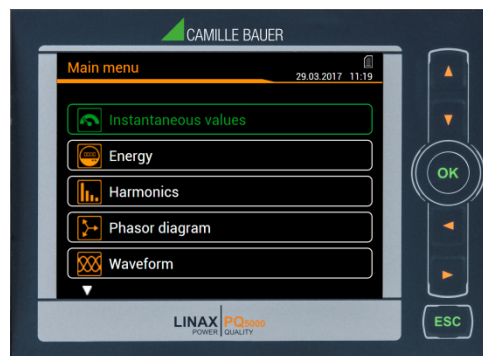 CAMILLE BAUER
Main menu
29.03.2017 11:19
Instantaneous values
Energy
Harmonics
Phasor diagram
Waveform
OK
ESC
LINAX PQ5000
POWER QUALITY